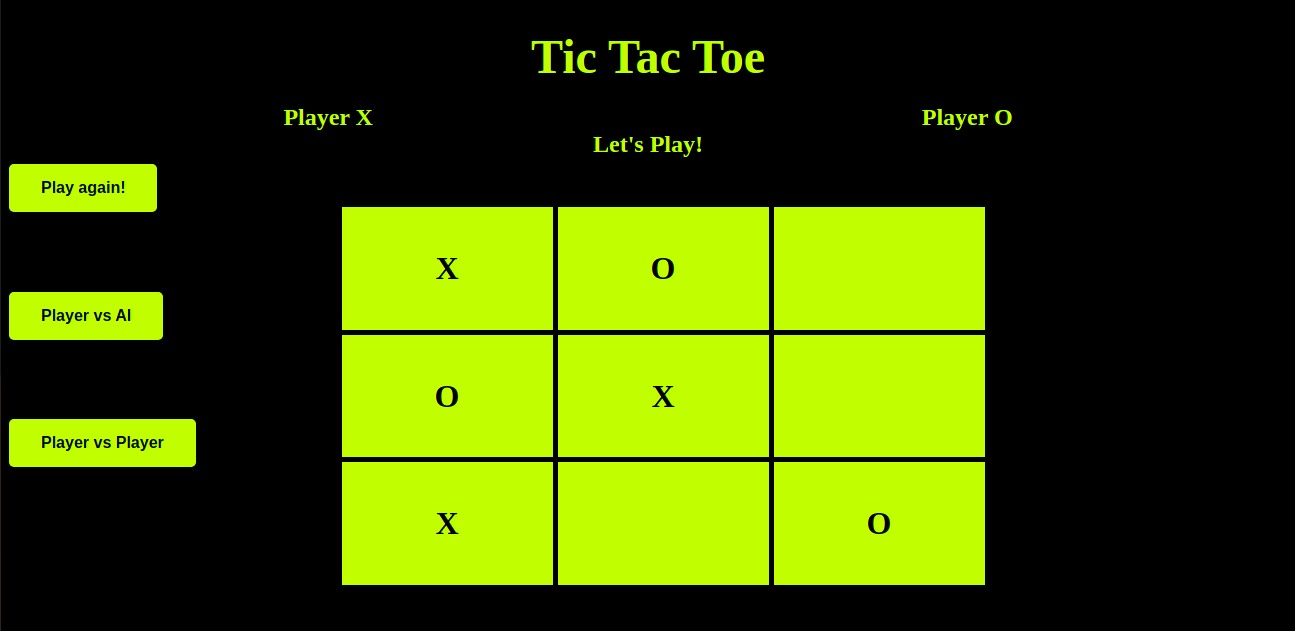 Tic Tac Toe
Player X
Player O
Let's Play!
Play again!
Player vs AI
Player vs Player
X O
O X
X O